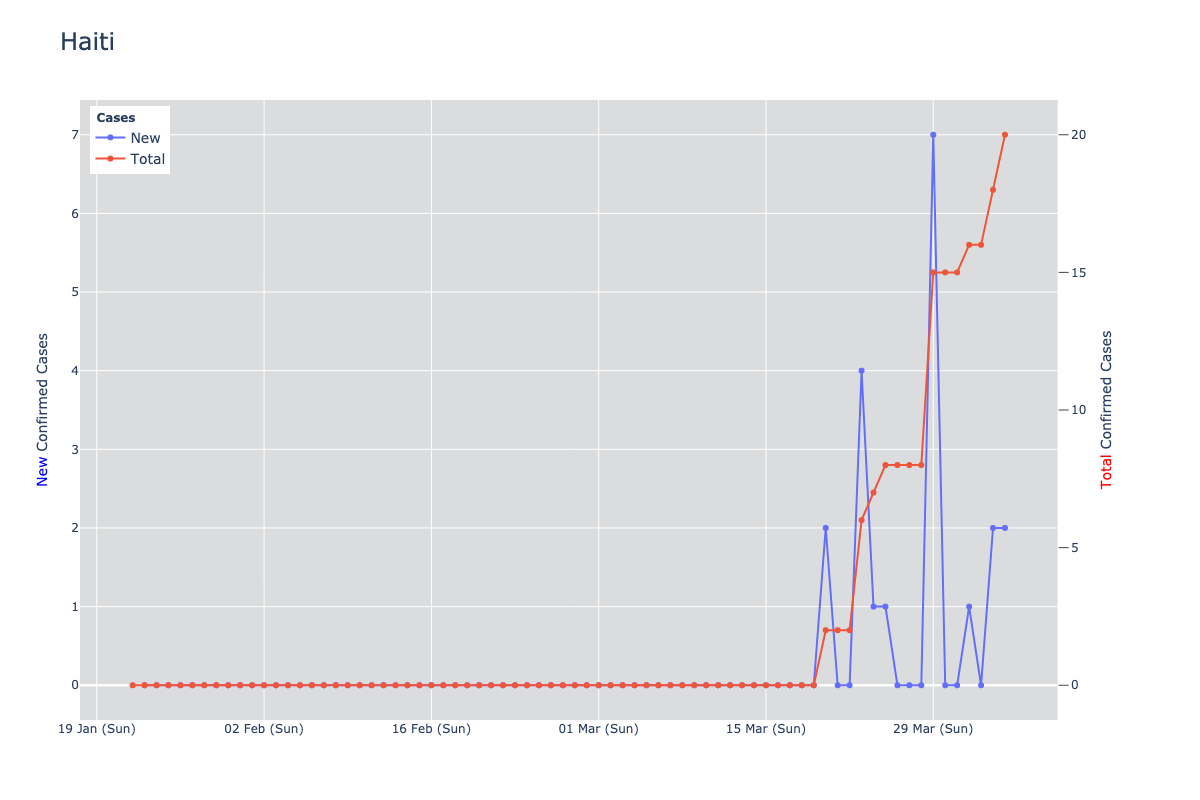 Haiti
Cases
New
Total
7
6
5
4
3
2
1
0
New Confirmed Cases
20
15
10
5
0
Total Confirmed Cases
19 Jan (Sun) 02 Feb (Sun) 16 Feb (Sun) 01 Mar (Sun) 15 Mar (Sun) 29 Mar (Sun)